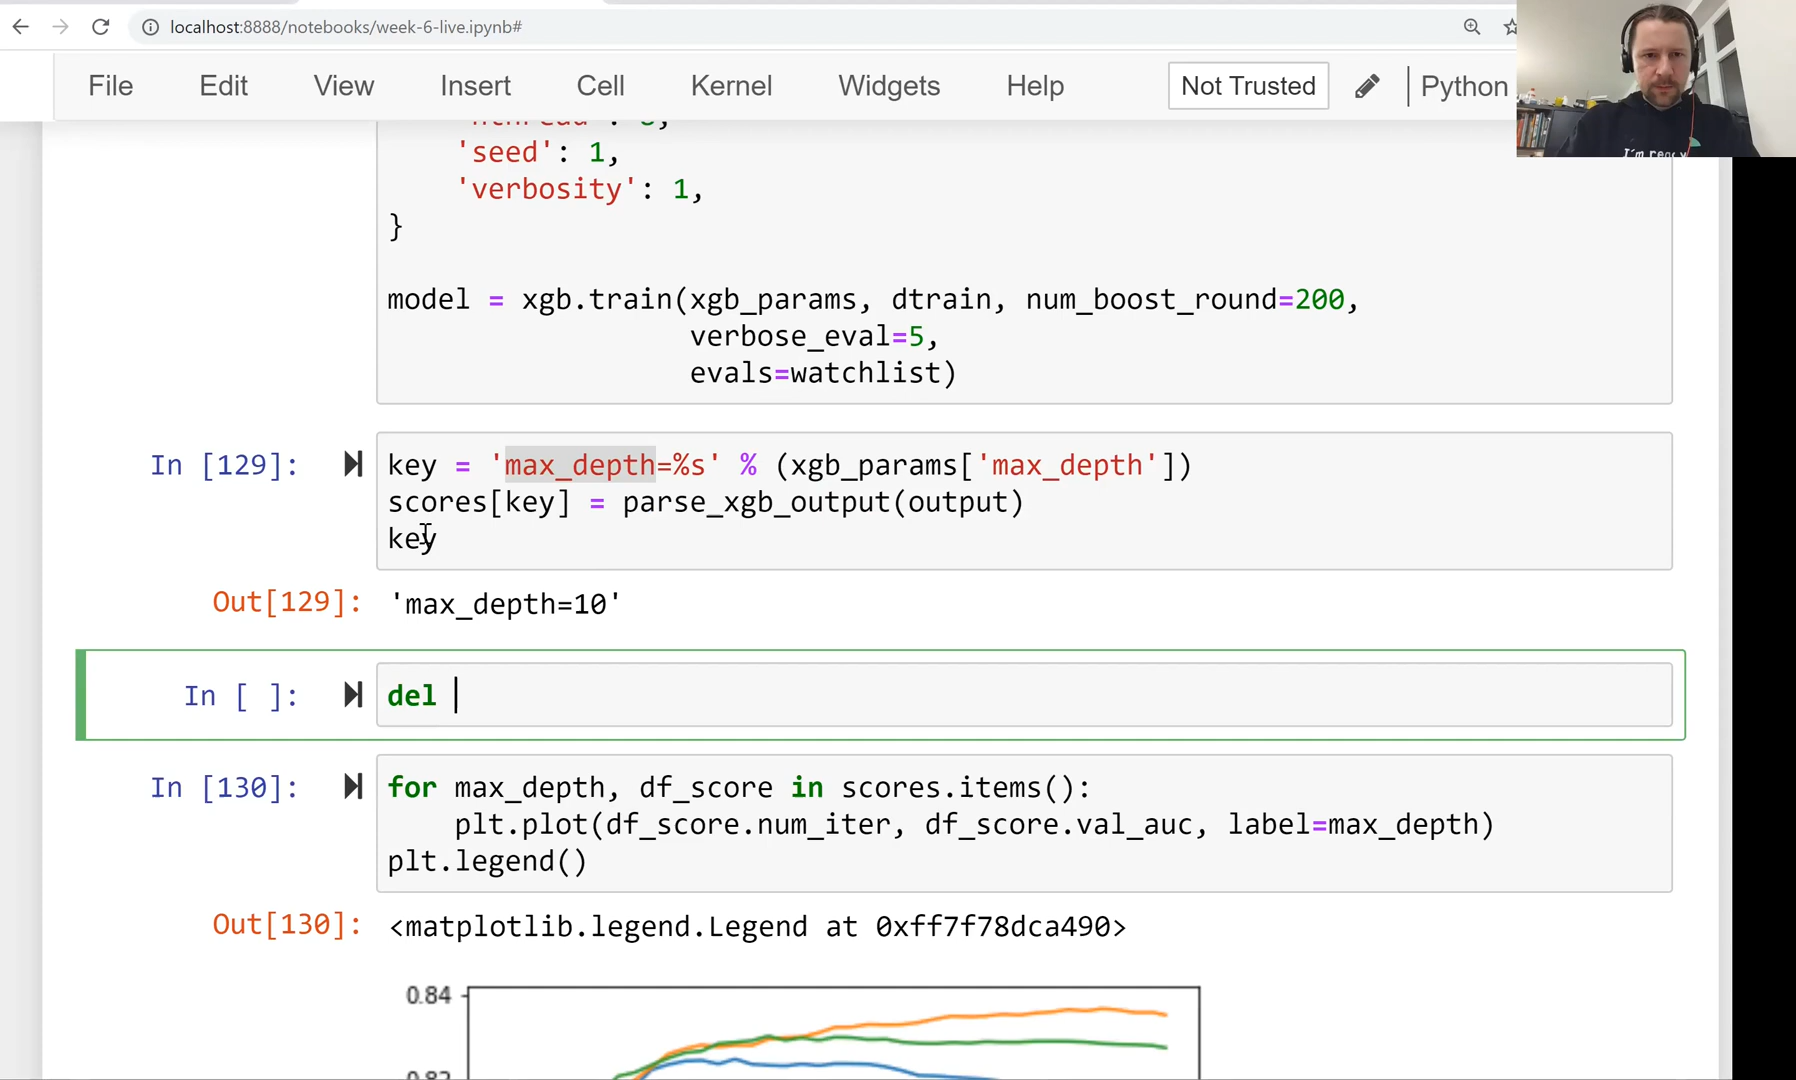 localhost:8888/notebooks/week-6-live.ipynb#
File Edit View Insert Cell Kernel Widgets Help Not Trusted Python
'seed': 1,
'verbosity': 1,
}
model = xgb.train(xgb_params, dtrain, num_boost_round=200,
verbose_eval=5,
evals=watchlist)
In [129]: key = 'max_depth=%s' % (xgb_params['max_depth'])
scores[key] = parse_xgb_output(output)
key
Out[129]: 'max_depth=10'
In [ ]: del
In [130]: for max_depth, df_score in scores.items():
plt.plot(df_score.num_iter, df_score.val_auc, label=max_depth)
plt.legend()
Out[130]: <matplotlib.legend.Legend at 0xff7f78dca490>
0.84